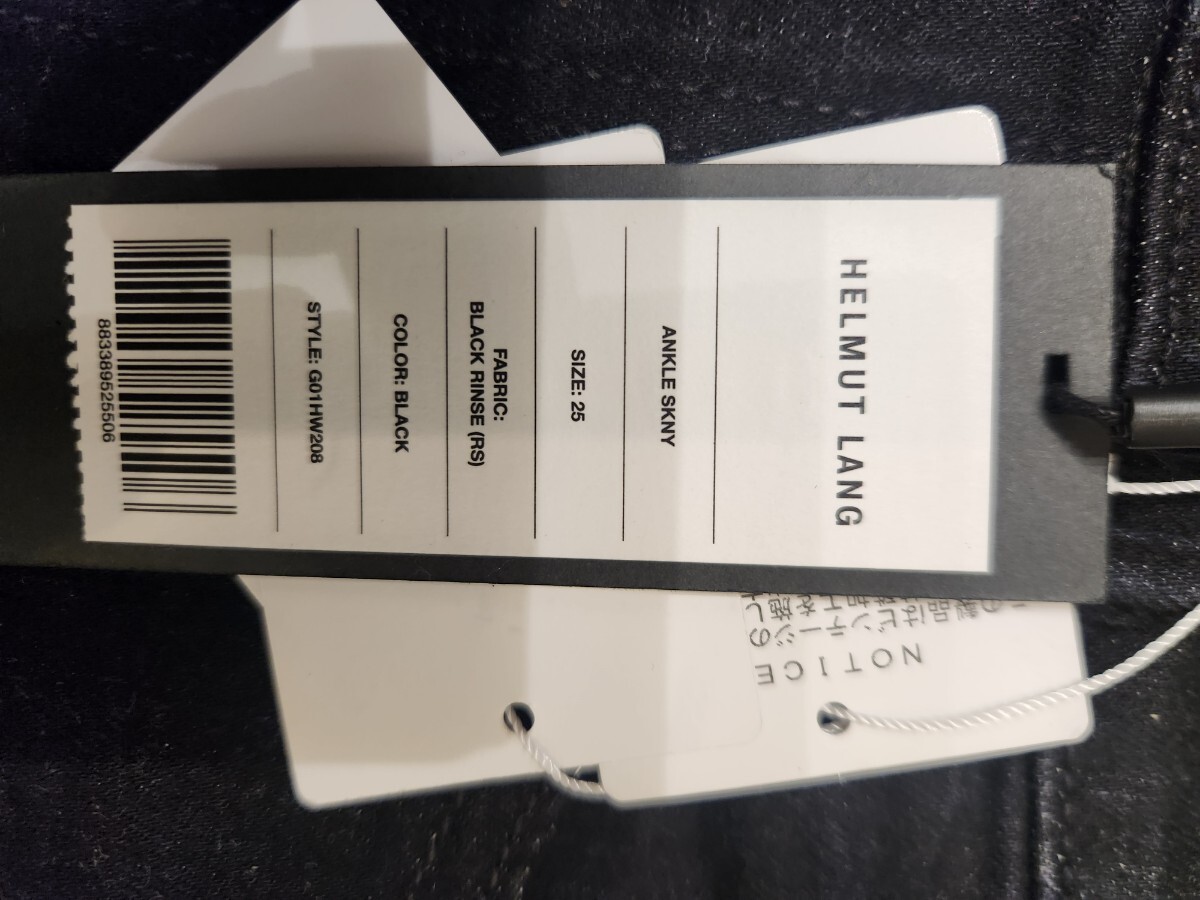 HELMUT LANG
ANKLE SKNY
SIZE: 25
FABRIC:
BLACK RINSE (RS)
COLOR: BLACK
STYLE: G01HW208
883389525506
NOTICE